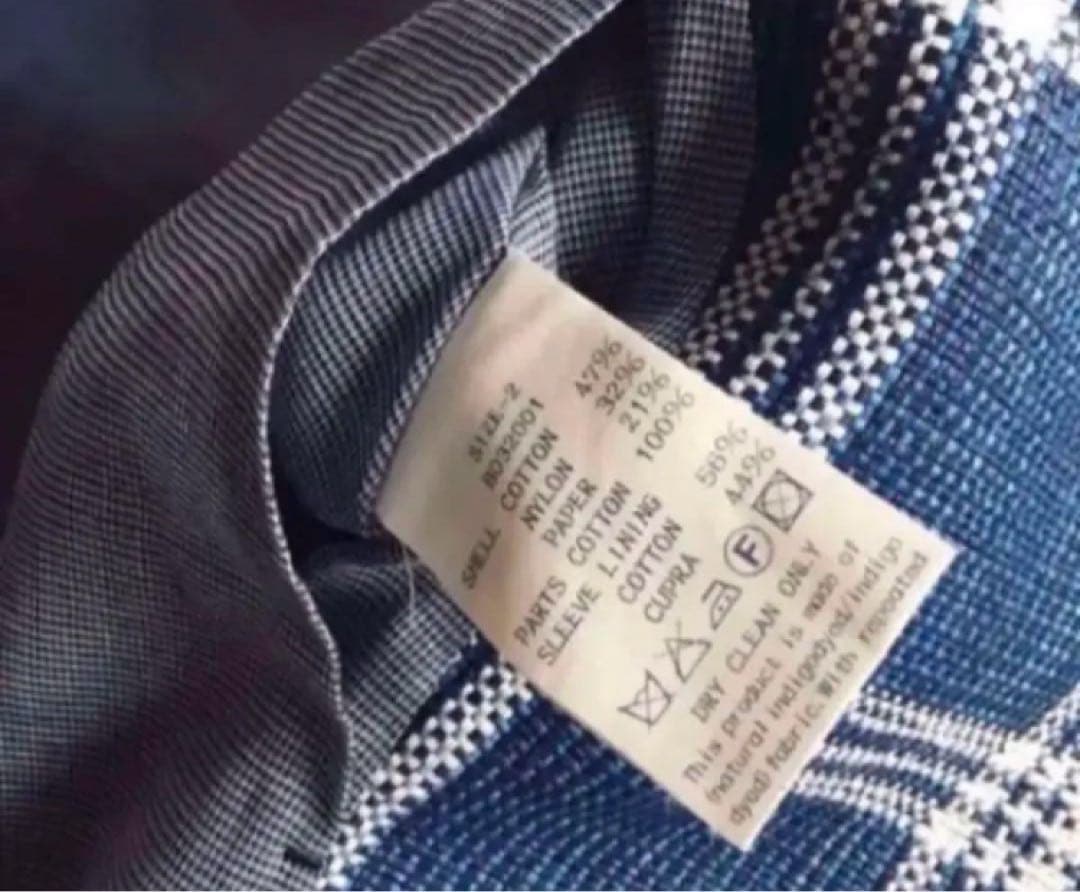 SIZE-2
8032001
SHELL COTTON 47%
NYLON 32%
PAPER 21%
PARTS COTTON 100%
SLEEVE LINING
COTTON 56%
CUPRA 44%
F
DRY CLEAN ONLY
This product is made of
(natural indigodyed/indigo
dyed) fabric.With repeated